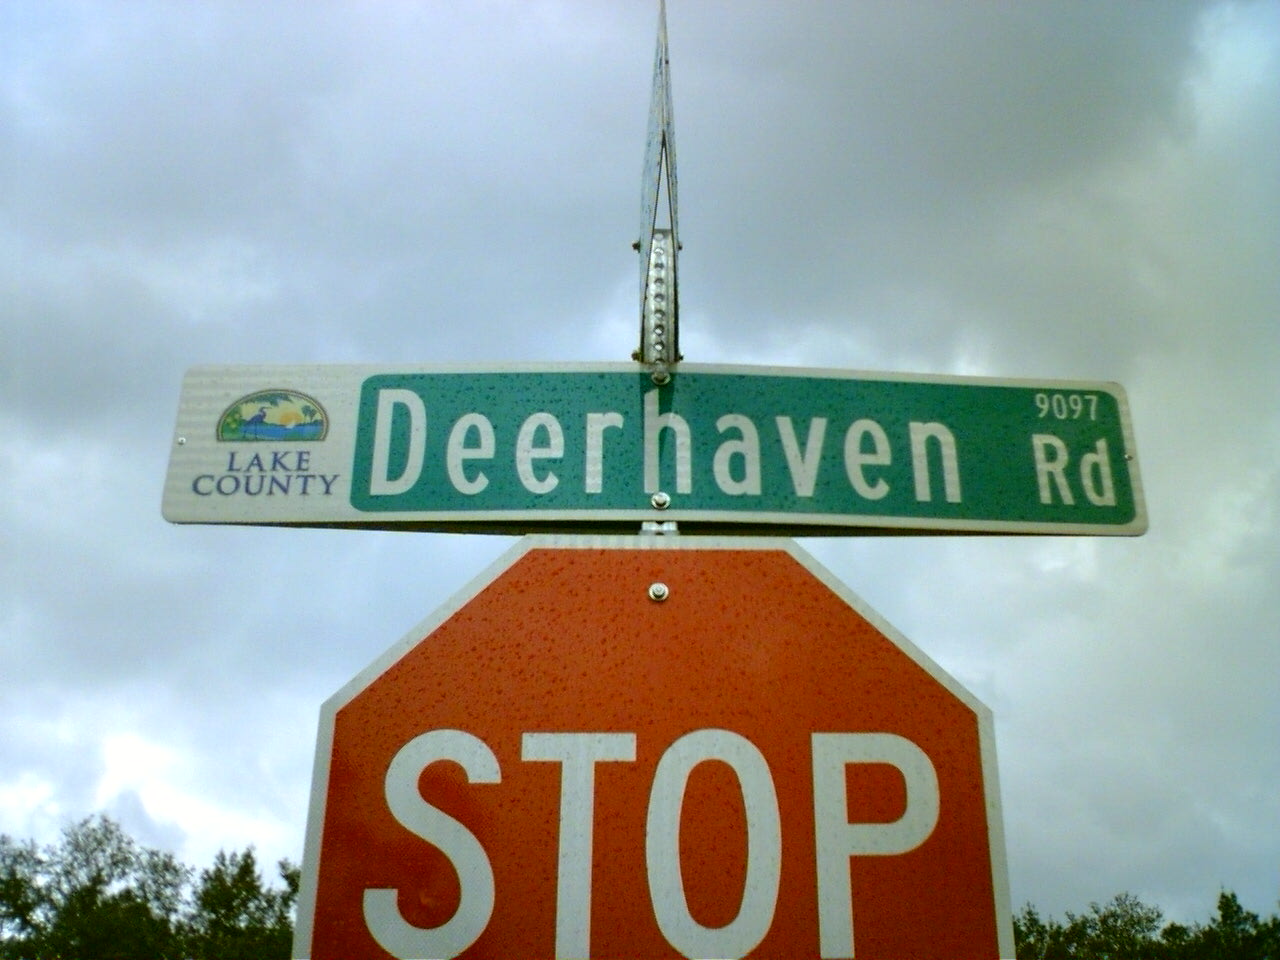 LAKE
COUNTY
Deerhaven Rd
9097
STOP